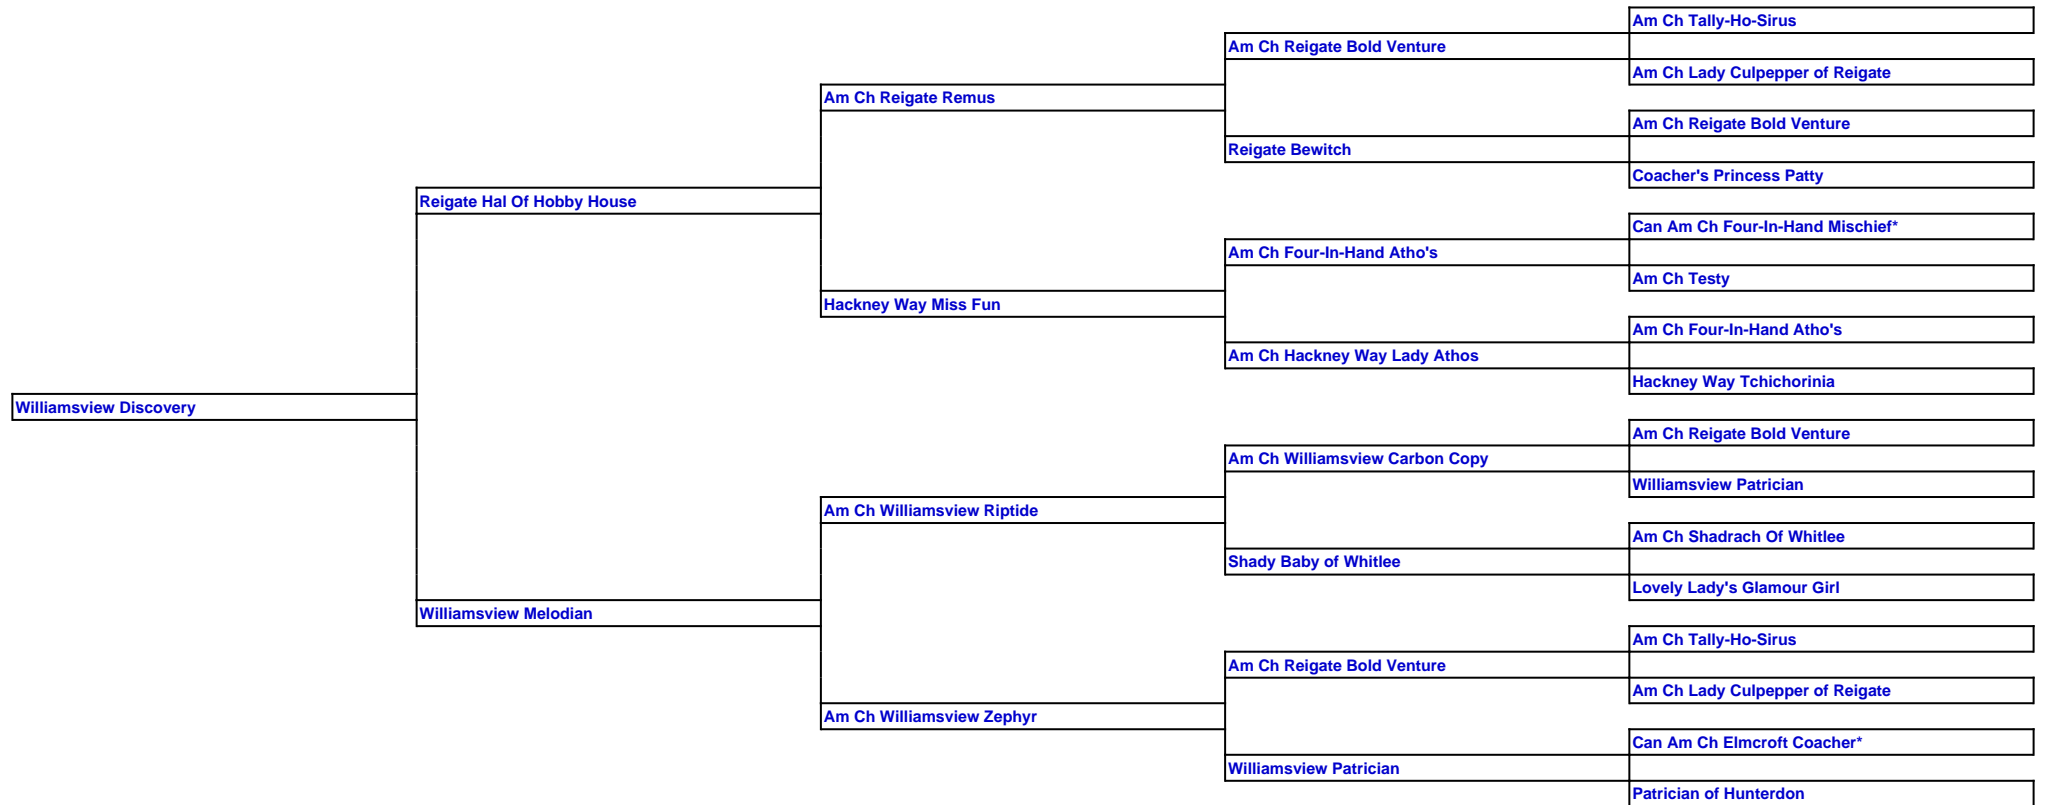 Am Ch Tally-Ho-Sirus
Am Ch Reigate Bold Venture
Am Ch Lady Culpepper of Reigate
Am Ch Reigate Remus
Am Ch Reigate Bold Venture
Reigate Bewitch
Coacher's Princess Patty
Reigate Hal Of Hobby House
Can Am Ch Four-In-Hand Mischief*
Am Ch Four-In-Hand Atho's
Am Ch Testy
Hackney Way Miss Fun
Am Ch Four-In-Hand Atho's
Am Ch Hackney Way Lady Athos
Hackney Way Tchichorinia
Williamsview Discovery
Am Ch Reigate Bold Venture
Am Ch Williamsview Carbon Copy
Williamsview Patrician
Am Ch Williamsview Riptide
Am Ch Shadrach Of Whitlee
Shady Baby of Whitlee
Lovely Lady's Glamour Girl
Williamsview Melodian
Am Ch Tally-Ho-Sirus
Am Ch Reigate Bold Venture
Am Ch Lady Culpepper of Reigate
Am Ch Williamsview Zephyr
Can Am Ch Elmcroft Coacher*
Williamsview Patrician
Patrician of Hunterdon